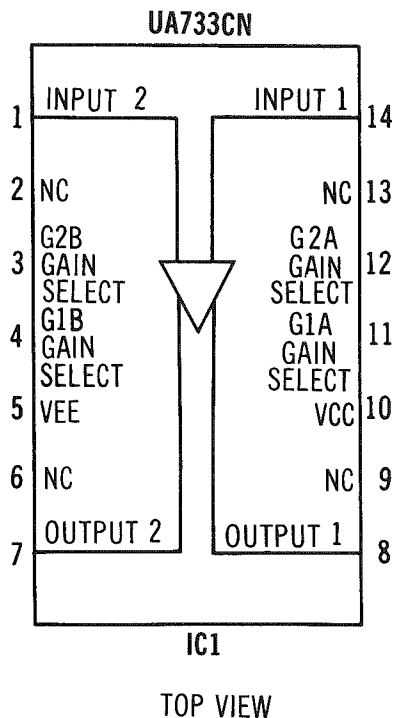 UA733CN
1 INPUT 2 INPUT 1 14
2 NC NC 13
3 G2B GAIN SELECT
G2A GAIN SELECT 12
4 G1B GAIN SELECT
G1A GAIN SELECT 11
5 VEE VCC 10
6 NC NC 9
7 OUTPUT 2 OUTPUT 1 8
IC1
TOP VIEW